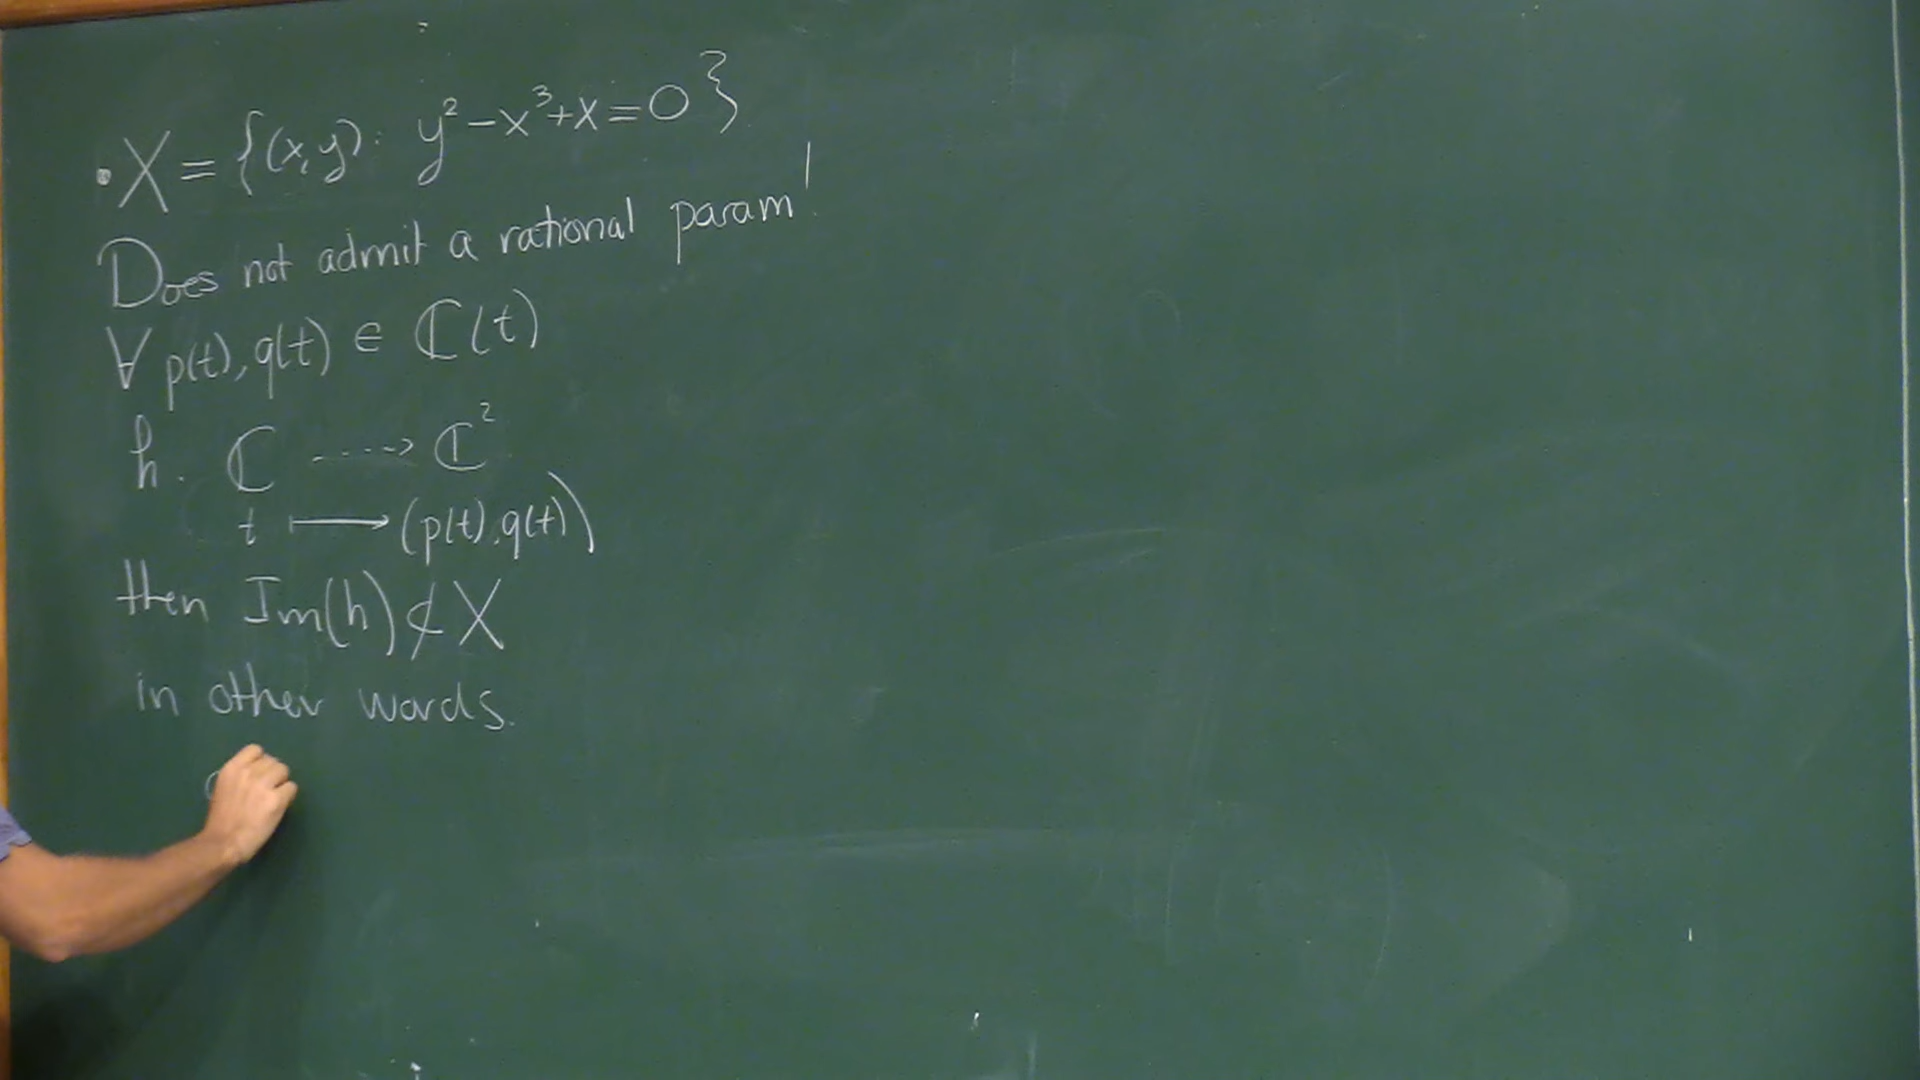 • X = {(x,y): y² - x³ + x = 0}
Does not admit a rational param!
∀ p(t), q(t) ∈ ℂ(t)
h: ℂ ----> ℂ²
t ⟼ (p(t), q(t))
then Im(h) ⊄ X
in other words.